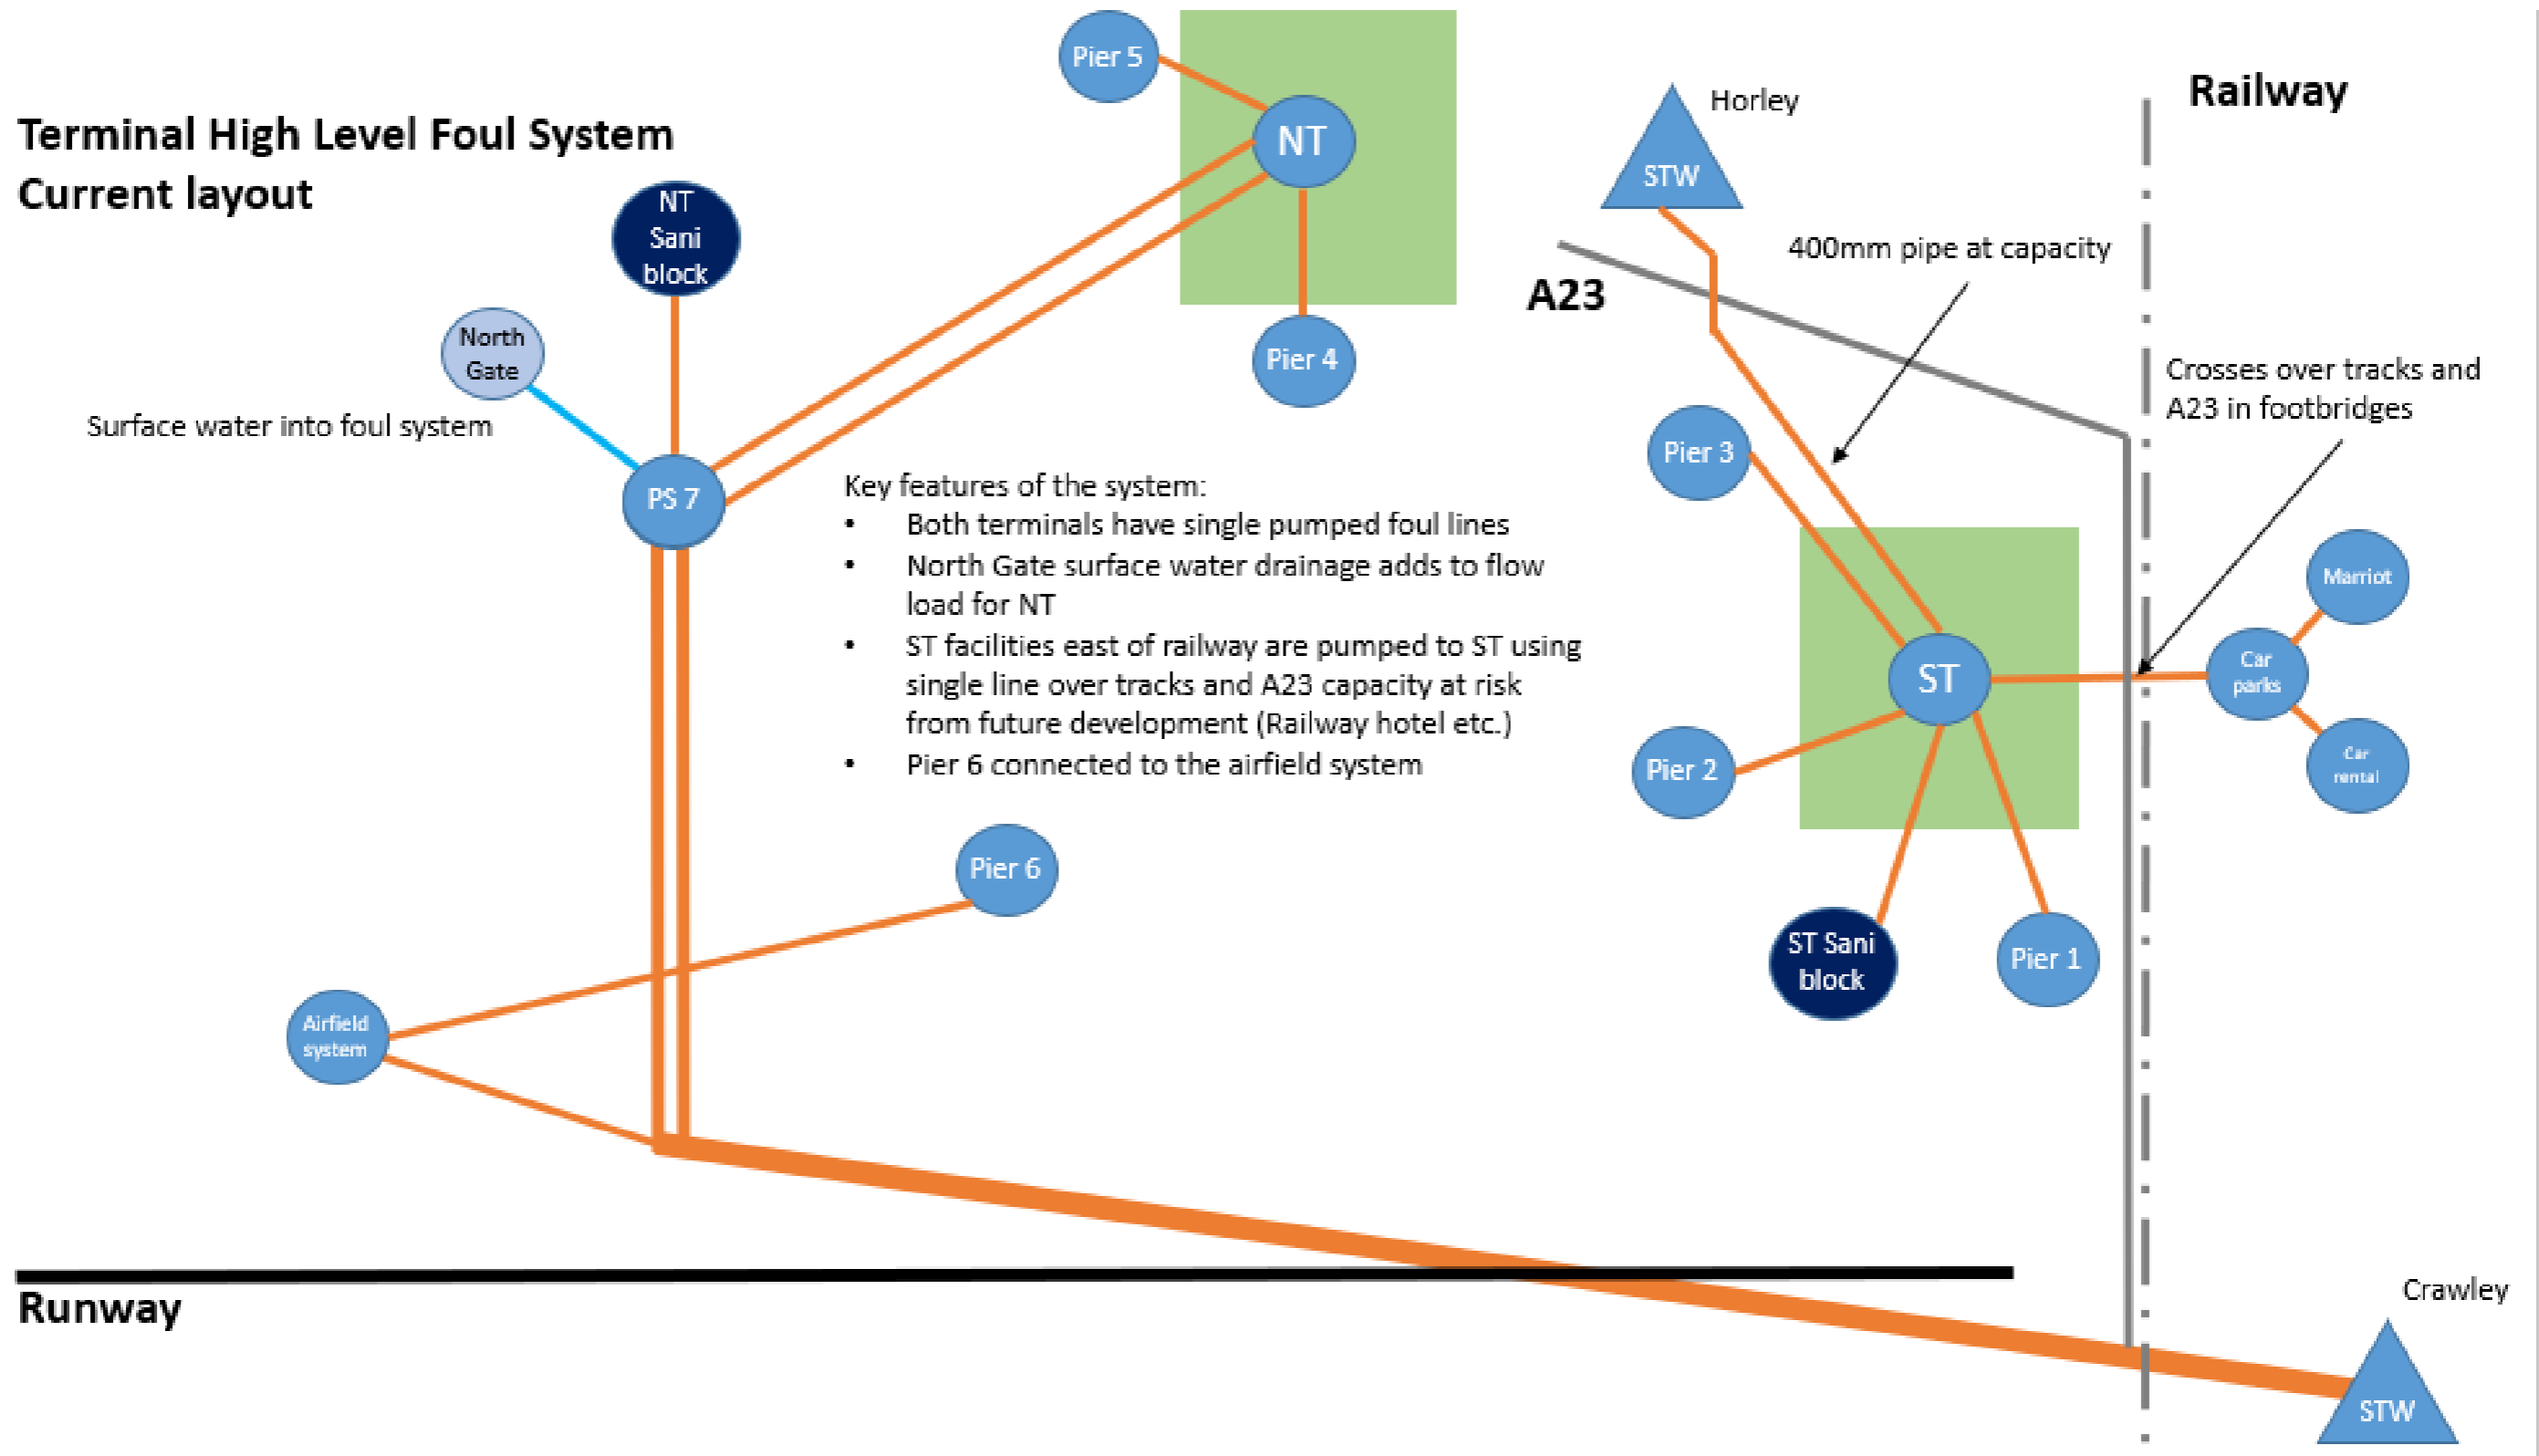 Terminal High Level Foul System
Current layout
Pier 5
NT
Pier 4
NT
Sani
block
North
Gate
Surface water into foul system
PS 7
Horley
STW
A23
400mm pipe at capacity
Railway
Crosses over tracks and
A23 in footbridges
Key features of the system:
• Both terminals have single pumped foul lines
• North Gate surface water drainage adds to flow
load for NT
• ST facilities east of railway are pumped to ST using
single line over tracks and A23 capacity at risk
from future development (Railway hotel etc.)
• Pier 6 connected to the airfield system
Pier 3
Marriot
Car
parks
Car
rental
ST
Pier 2
ST Sani
block
Pier 1
Pier 6
Airfield
system
Runway
Crawley
STW